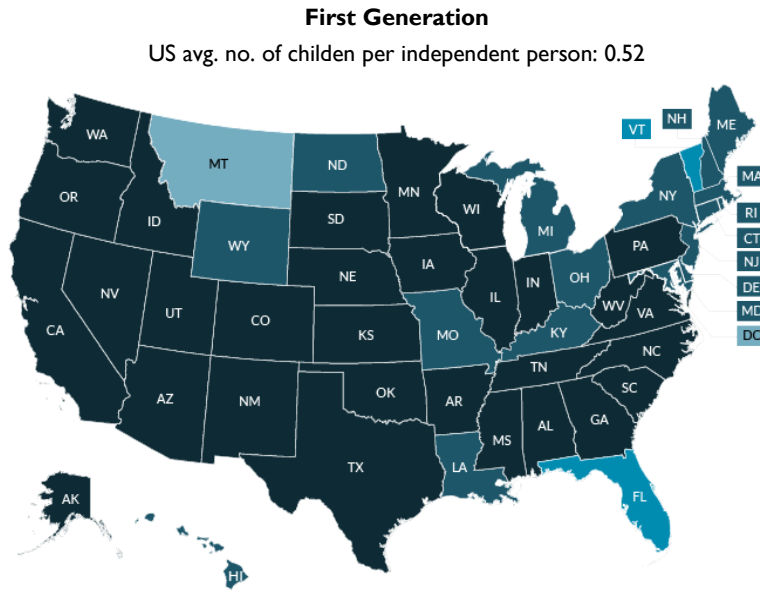 First Generation
US avg. no. of childen per independent person: 0.52
WA
MT
ND
MN
VT
NH
ME
OR
ID
WY
SD
WI
MI
NY
MA
RI
CT
NJ
DE
MD
DC
NV
UT
CO
NE
IA
IL
IN
OH
PA
WV
VA
CA
KS
MO
KY
NC
TN
SC
AZ
NM
OK
AR
MS
AL
GA
TX
LA
FL
AK
HI